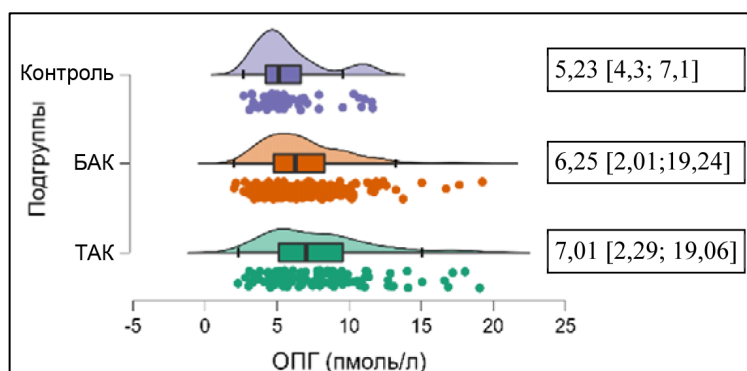 Подгруппы
Контроль
5,23 [4,3; 7,1]
БАК
6,25 [2,01;19,24]
ТАК
7,01 [2,29; 19,06]
-5 0 5 10 15 20 25
ОПГ (пмоль/л)